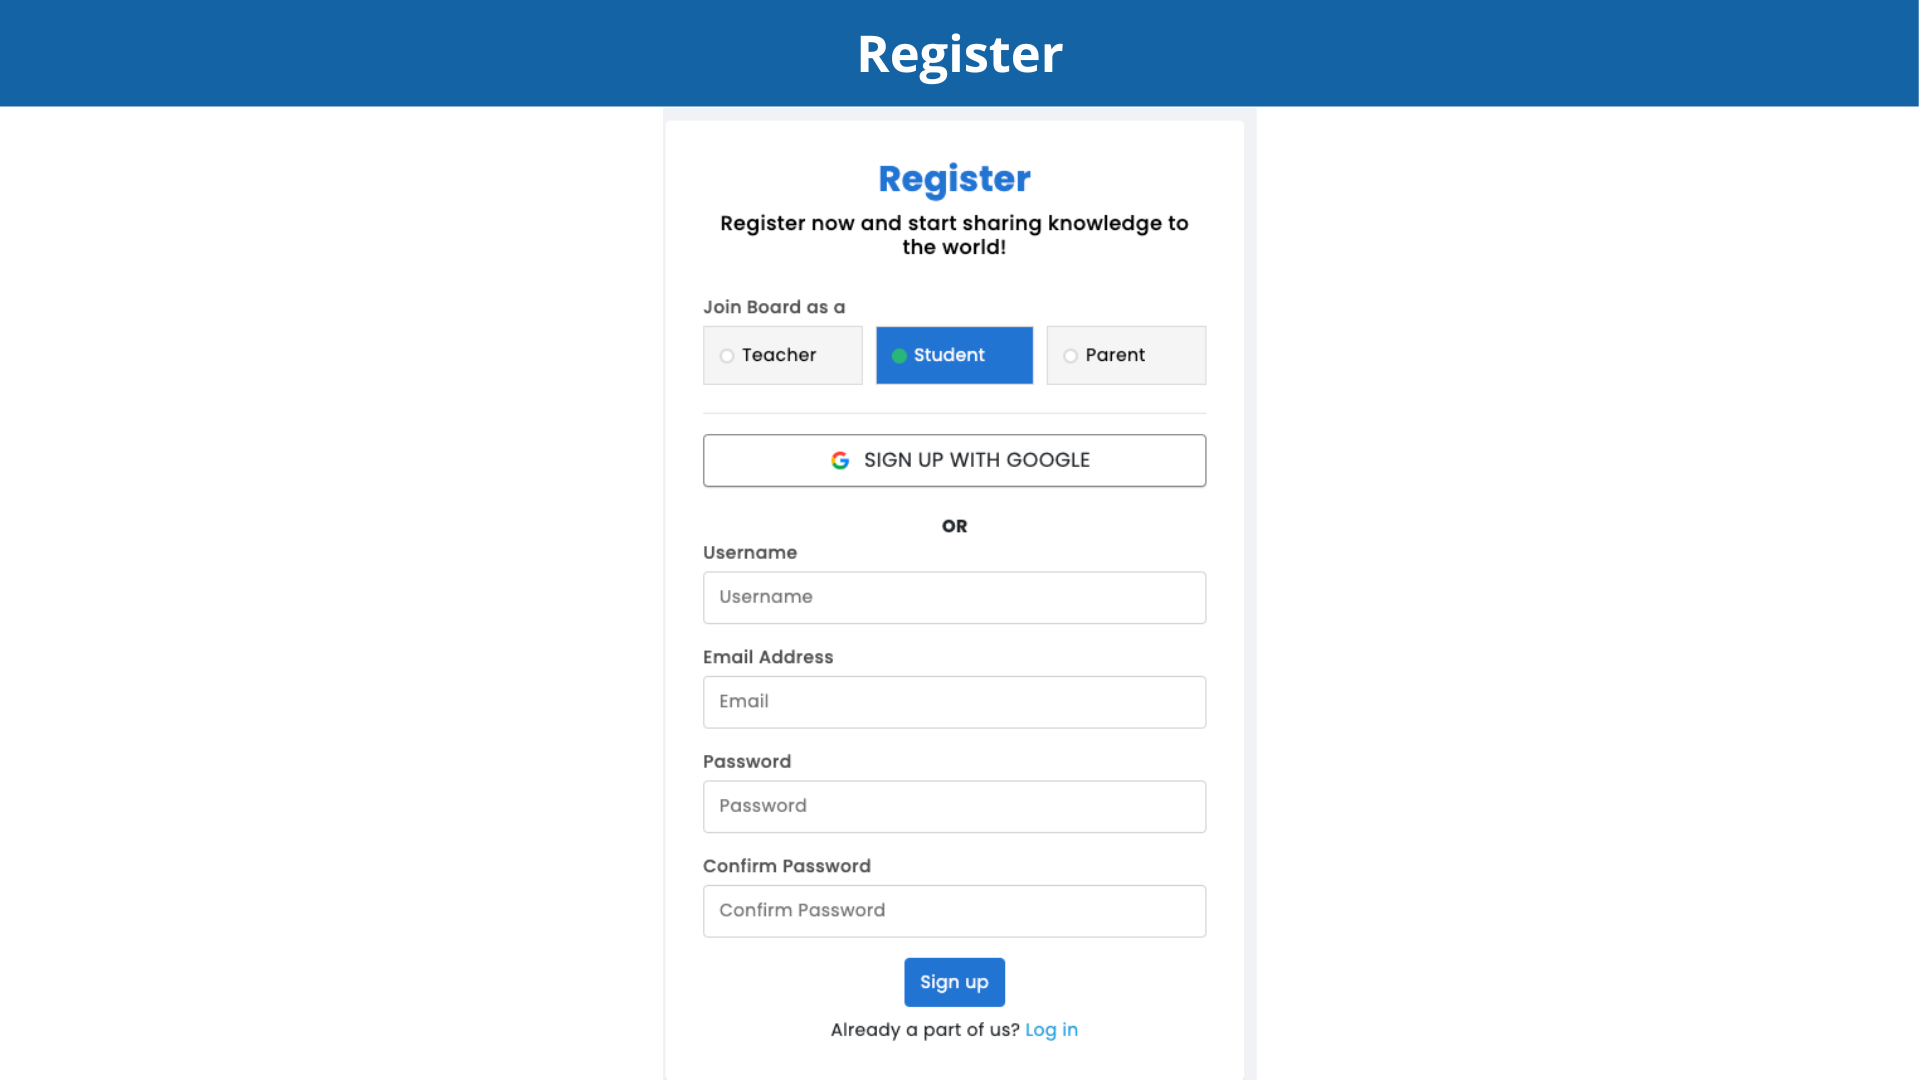 Register
Register
Register now and start sharing knowledge to
the world!
Join Board as a
Teacher
Student
Parent
SIGN UP WITH GOOGLE
OR
Username
Username
Email Address
Email
Password
Password
Confirm Password
Confirm Password
Sign up
Already a part of us? Log in